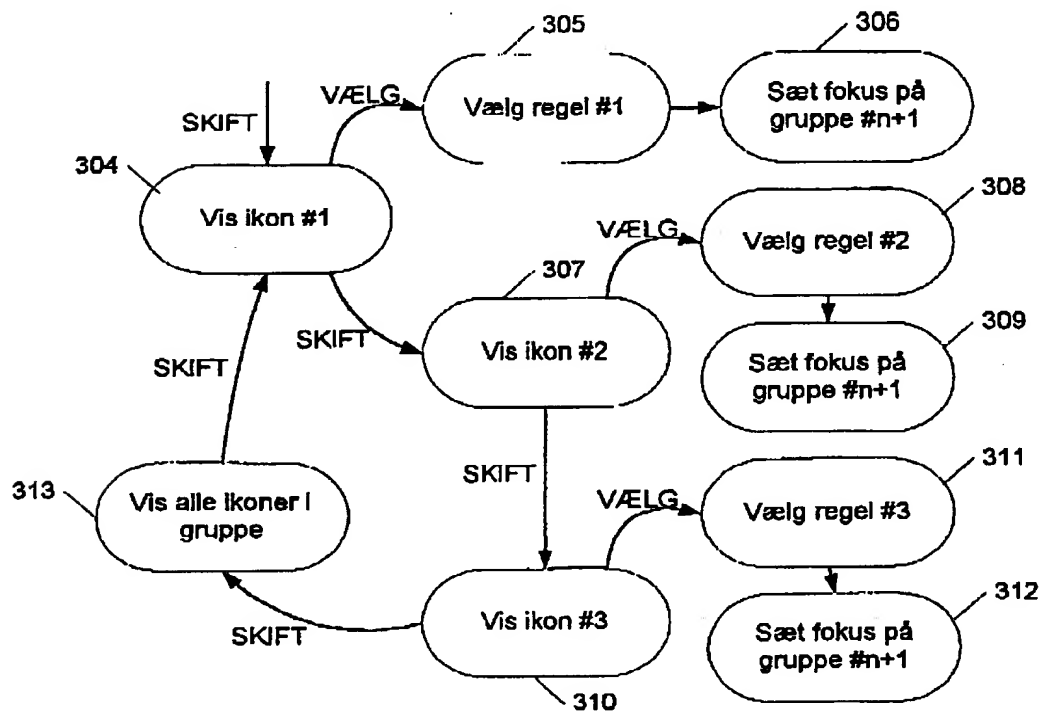 305
306
VÆLG
Vælg regel #1
Sæt fokus på
gruppe #n+1
SKIFT
304
Vis ikon #1
308
VÆLG
Vælg regel #2
307
SKIFT
Vis ikon #2
309
Sæt fokus på
gruppe #n+1
SKIFT
311
SKIFT
313
Vis alle ikoner i
gruppe
VÆLG
Vælg regel #3
312
SKIFT
Vis ikon #3
Sæt fokus på
gruppe #n+1
310